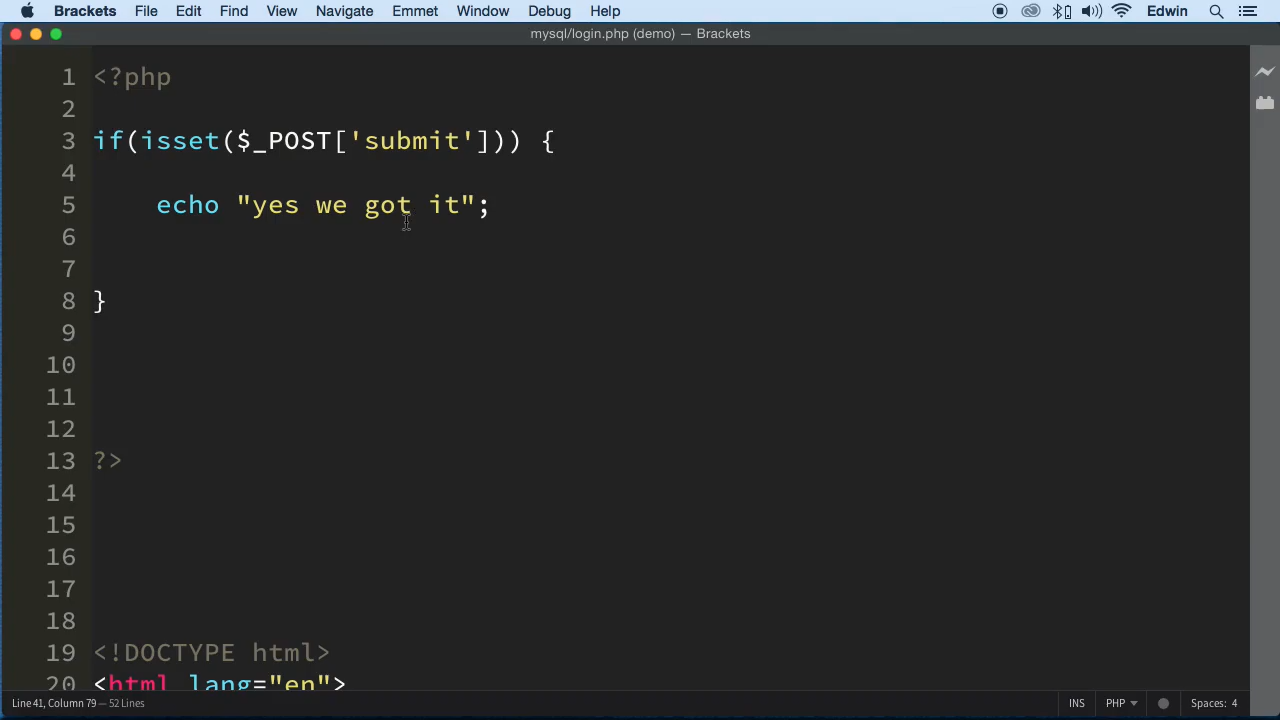 Brackets File Edit Find View Navigate Emmet Window Debug Help Edwin
mysql/login.php (demo) — Brackets
1 <?php
2
3 if(isset($_POST['submit'])) {
4
5 echo "yes we got it";
6
7
8 }
9
10
11
12
13 ?>
14
15
16
17
18
19 <!DOCTYPE html>
20 <html lang="en">
Line 41, Column 79 — 52 Lines INS PHP Spaces: 4